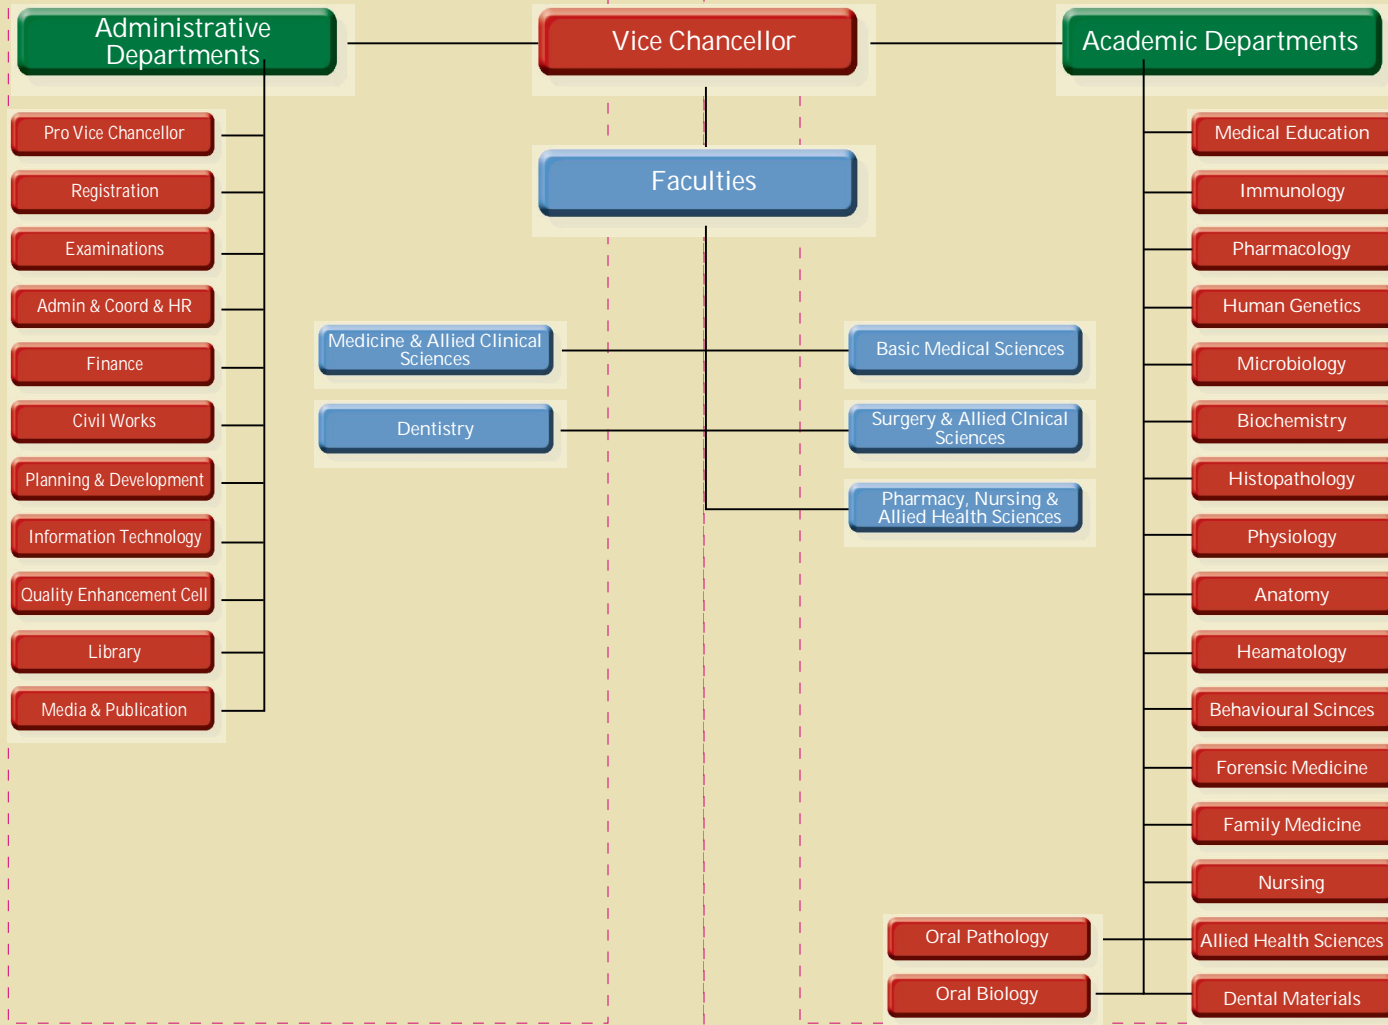 Administrative
Departments
Vice Chancellor
Academic Departments
Faculties
Pro Vice Chancellor
Registration
Examinations
Admin & Coord & HR
Finance
Civil Works
Planning & Development
Information Technology
Quality Enhancement Cell
Library
Media & Publication
Medicine & Allied Clinical
Sciences
Dentistry
Basic Medical Sciences
Surgery & Allied Clnical
Sciences
Pharmacy, Nursing &
Allied Health Sciences
Medical Education
Immunology
Pharmacology
Human Genetics
Microbiology
Biochemistry
Histopathology
Physiology
Anatomy
Heamatology
Behavioural Scinces
Forensic Medicine
Family Medicine
Nursing
Oral Pathology
Allied Health Sciences
Oral Biology
Dental Materials